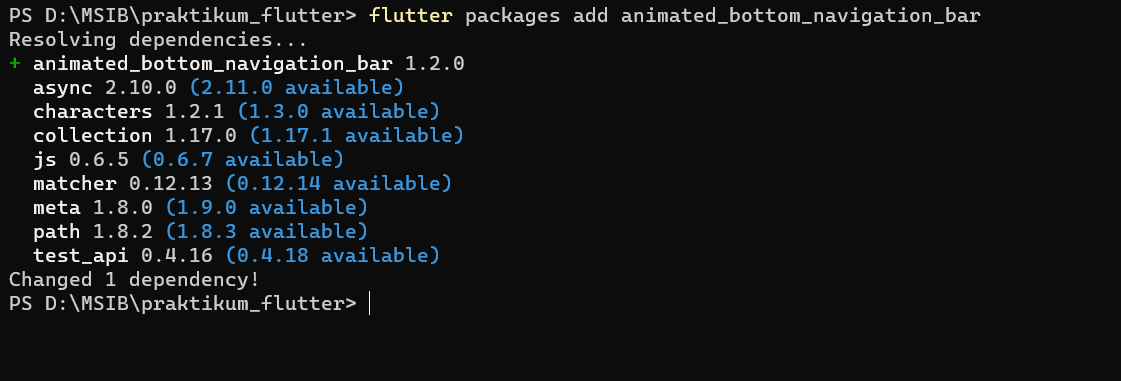 PS D:\MSIB\praktikum_flutter> flutter packages add animated_bottom_navigation_bar
Resolving dependencies...
+ animated_bottom_navigation_bar 1.2.0
  async 2.10.0 (2.11.0 available)
  characters 1.2.1 (1.3.0 available)
  collection 1.17.0 (1.17.1 available)
  js 0.6.5 (0.6.7 available)
  matcher 0.12.13 (0.12.14 available)
  meta 1.8.0 (1.9.0 available)
  path 1.8.2 (1.8.3 available)
  test_api 0.4.16 (0.4.18 available)
Changed 1 dependency!
PS D:\MSIB\praktikum_flutter>